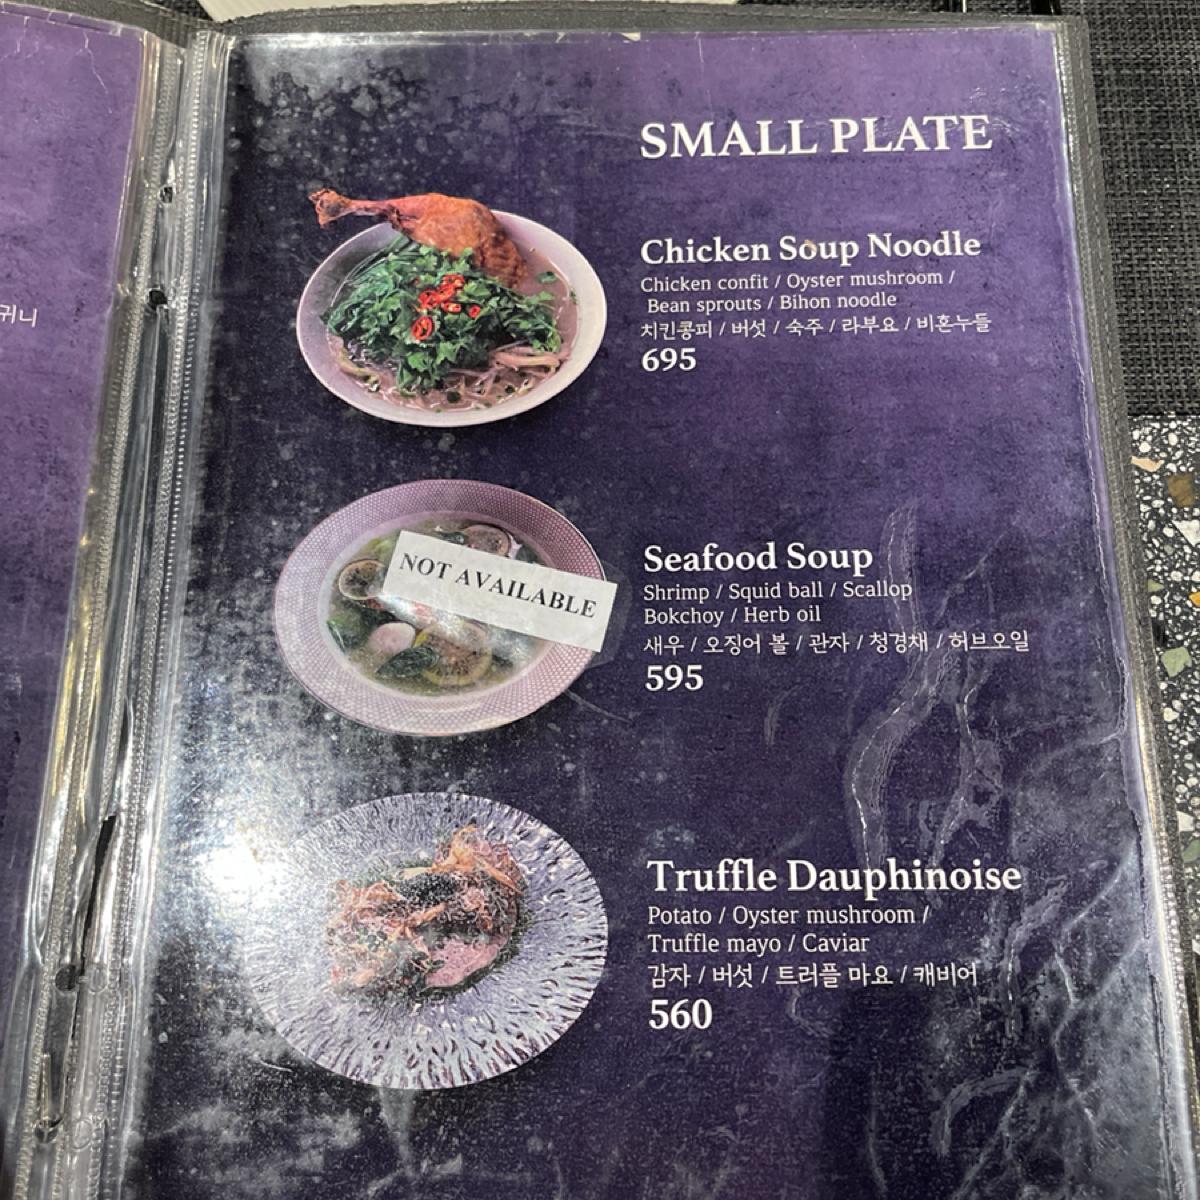 귀니
SMALL PLATE
Chicken Soup Noodle
Chicken confit / Oyster mushroom /
Bean sprouts / Bihon noodle
치킨콩피 / 버섯 / 숙주 / 라부요 / 비혼누들
695
NOT AVAILABLE
Seafood Soup
Shrimp / Squid ball / Scallop
Bokchoy / Herb oil
새우 / 오징어 볼 / 관자 / 청경채 / 허브오일
595
Truffle Dauphinoise
Potato / Oyster mushroom /
Truffle mayo / Caviar
감자 / 버섯 / 트러플 마요 / 캐비어
560